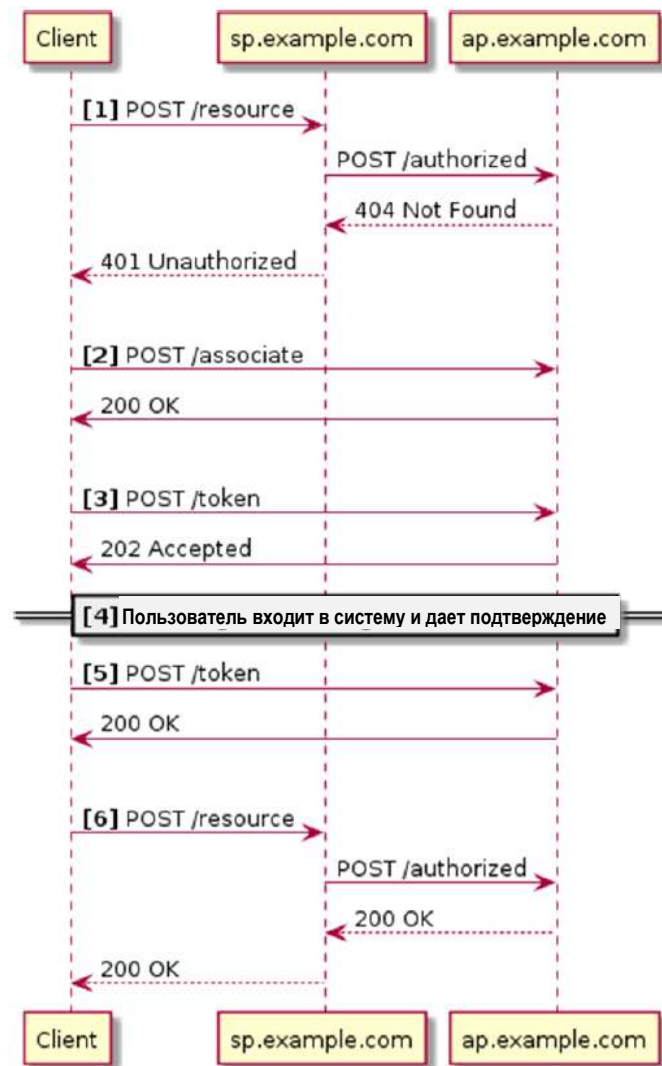 Client sp.example.com ap.example.com
[1] POST /resource
POST /authorized
404 Not Found
401 Unauthorized
[2] POST /associate
200 OK
[3] POST /token
202 Accepted
[4] Пользователь входит в систему и дает подтверждение
[5] POST /token
200 OK
[6] POST /resource
POST /authorized
200 OK
200 OK
Client sp.example.com ap.example.com